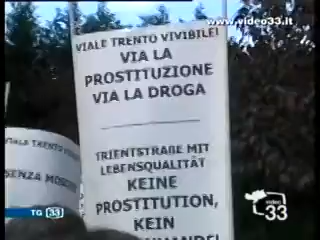 www.video33.it
VIALE TRENTO VIVIBILE!
VIA LA
PROSTITUZIONE
VIA LA DROGA
TRIENTSTRAßE MIT
LEBENSQUALITÄT
KEINE
PROSTITUTION,
KEIN
VIALE TRENTO
SENZA
TG 33
video
33